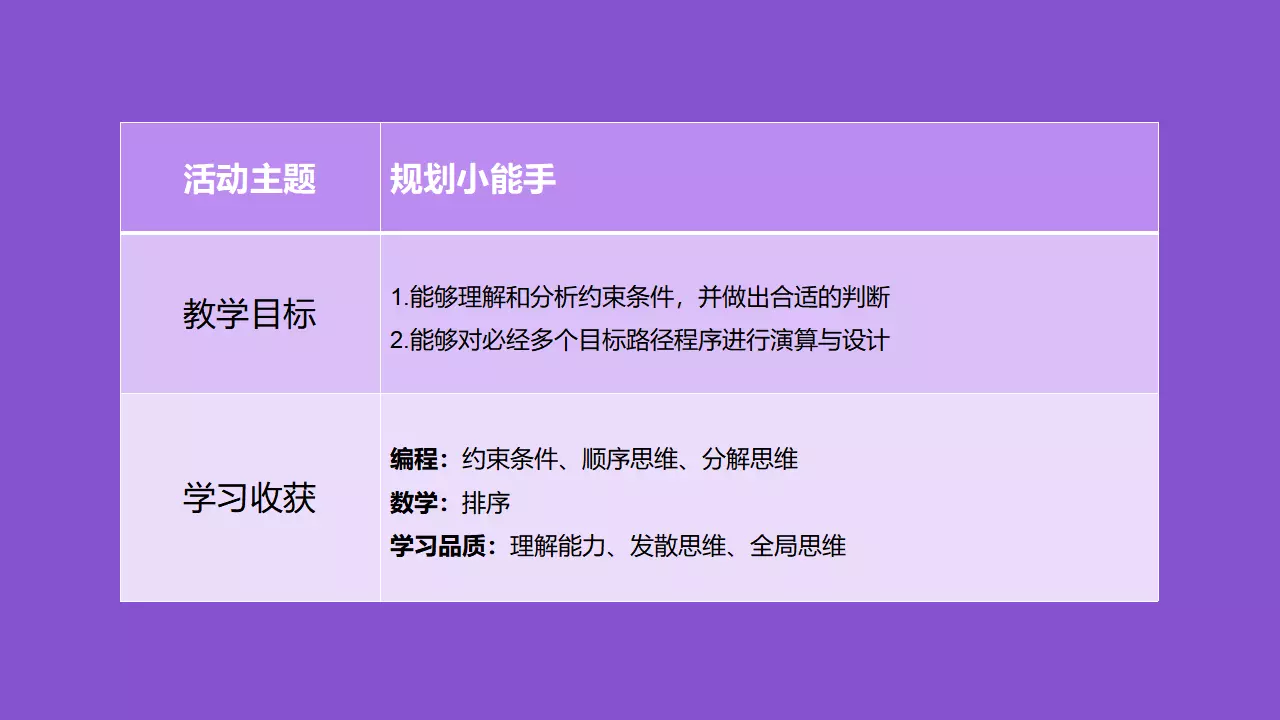 活动主题
规划小能手
教学目标
1.能够理解和分析约束条件，并做出合适的判断
2.能够对必经多个目标路径程序进行演算与设计
学习收获
编程：约束条件、顺序思维、分解思维
数学：排序
学习品质：理解能力、发散思维、全局思维